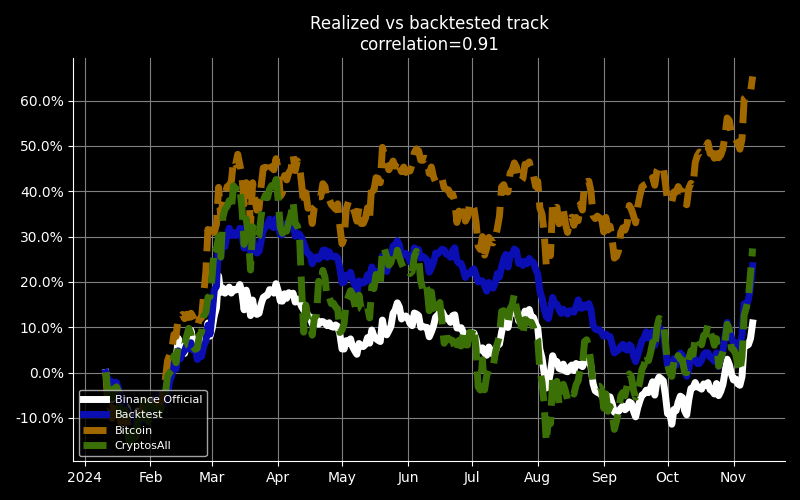 Realized vs backtested track
correlation=0.91
60.0%
50.0%
40.0%
30.0%
20.0%
10.0%
0.0%
-10.0%
Binance Official
Backtest
Bitcoin
CryptosAll
2024 Feb Mar Apr May Jun Jul Aug Sep Oct Nov